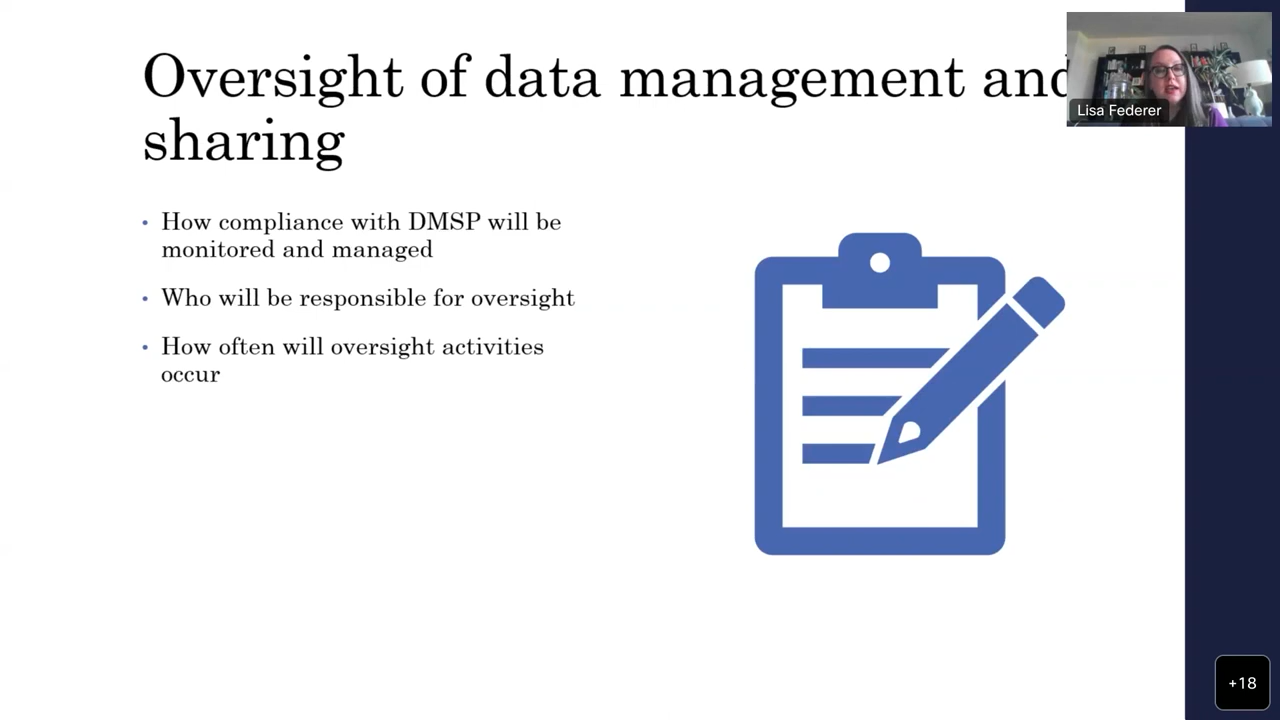 Oversight of data management and
sharing
Lisa Federer
• How compliance with DMSP will be
monitored and managed
• Who will be responsible for oversight
• How often will oversight activities
occur
+18